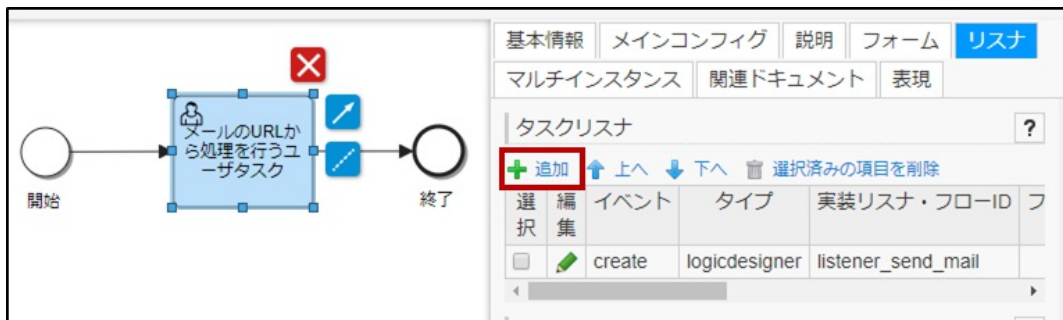 基本情報 メインコンフィグ 説明 フォーム リスナ
マルチインスタンス 関連ドキュメント 表現
タスクリスナ ?
追加 上へ 下へ 選択済みの項目を削除
選択 編集 イベント タイプ 実装リスナ・フローID フ
create logicdesigner listener_send_mail
メールのURLか
ら処理を行うユ
ーザタスク
開始
終了